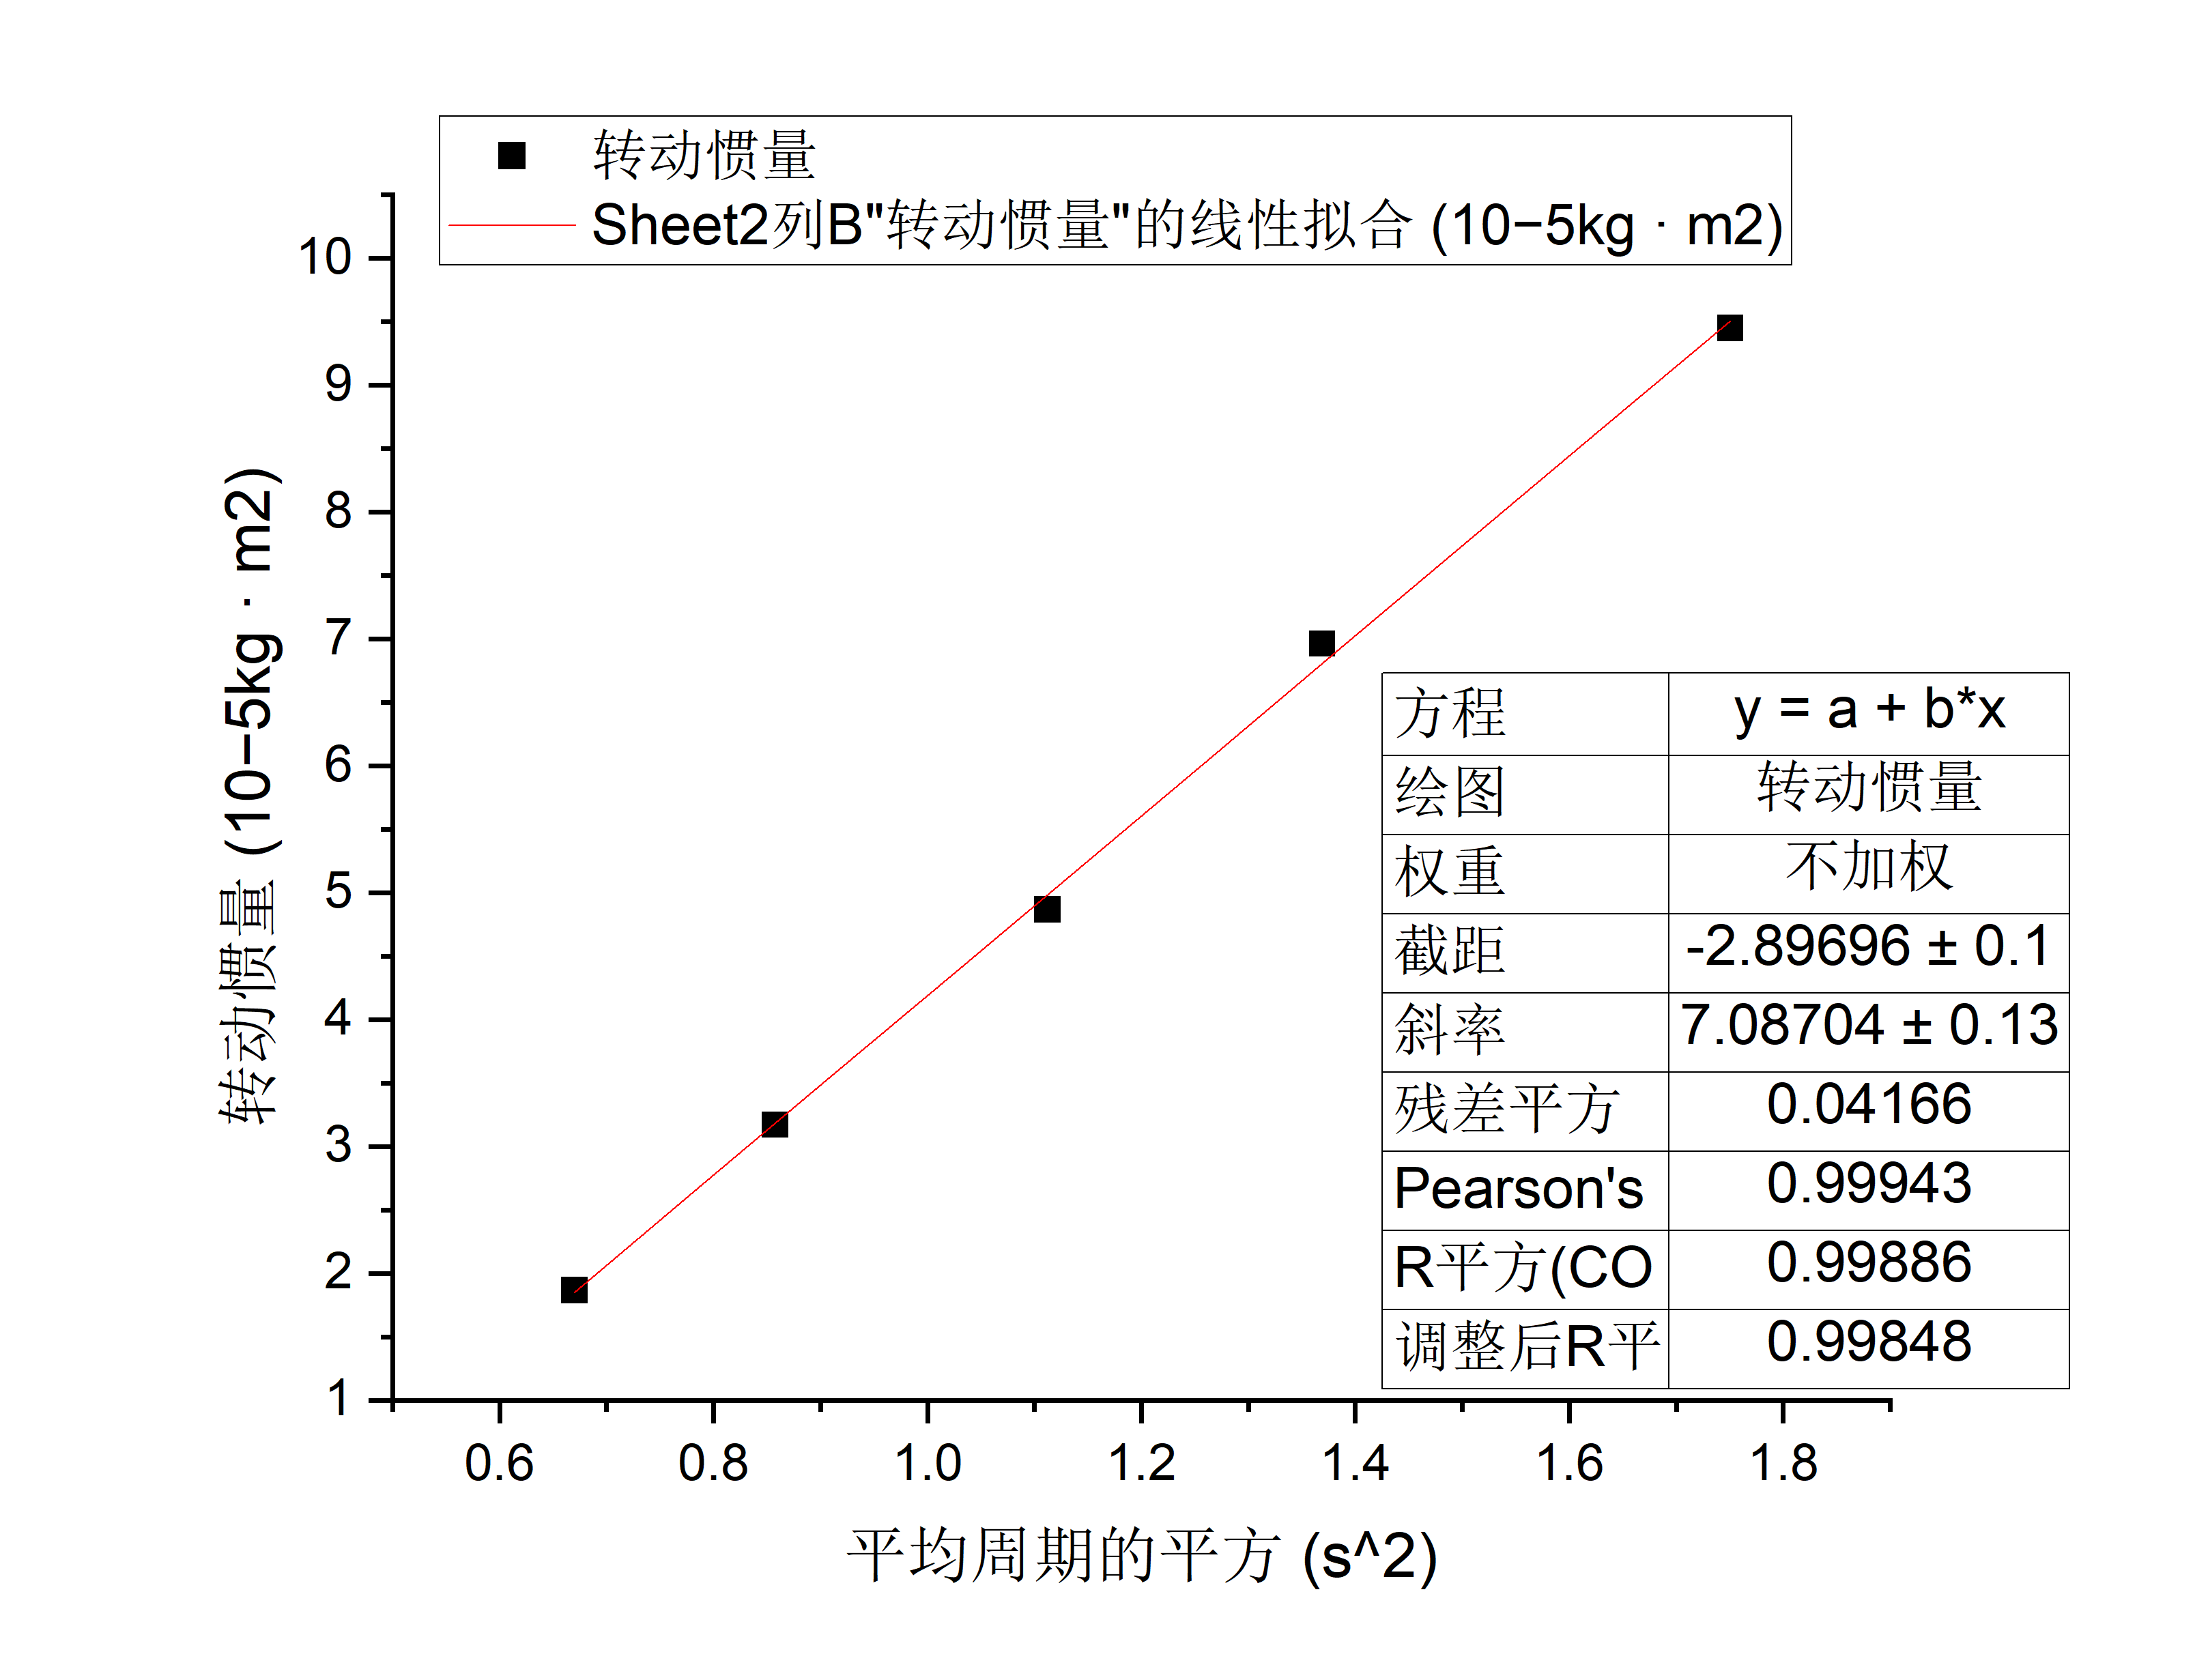 转动惯量
Sheet2列B"转动惯量"的线性拟合 (10−5kg · m2)
10
9
8
7
6
5
4
3
2
1
转动惯量 (10−5kg · m2)
方程 y = a + b*x
绘图 转动惯量
权重 不加权
截距 -2.89696 ± 0.1
斜率 7.08704 ± 0.13
残差平方 0.04166
Pearson's 0.99943
R平方(CO 0.99886
调整后R平 0.99848
0.6 0.8 1.0 1.2 1.4 1.6 1.8
平均周期的平方 (s^2)